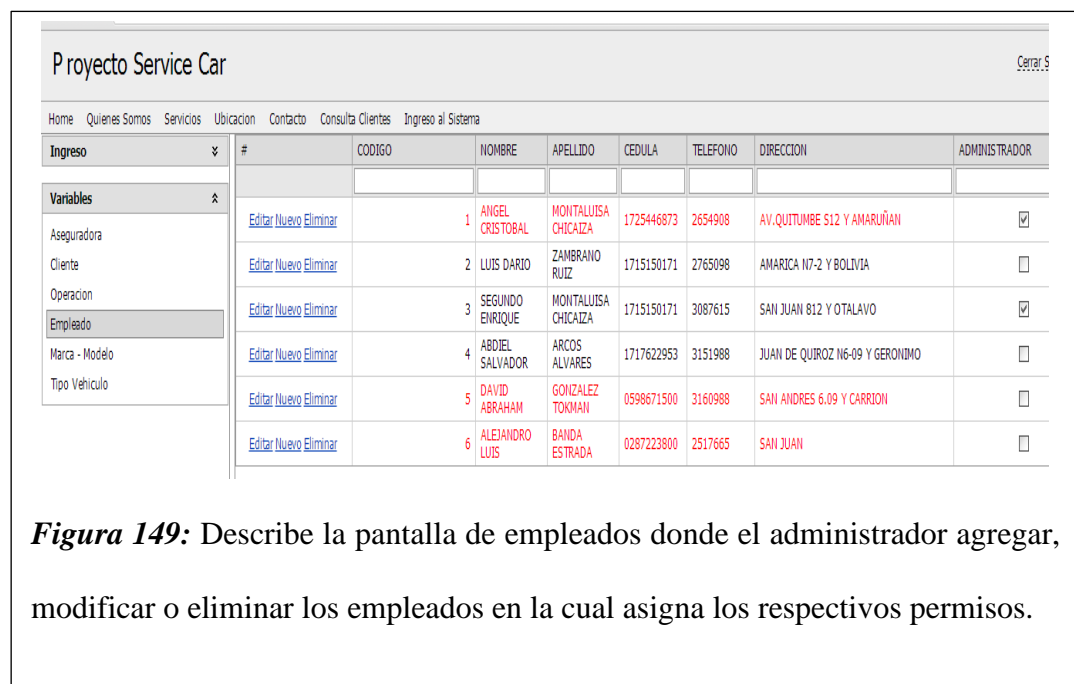 Proyecto Service Car
Cerrar S
Home Quienes Somos Servicios Ubicacion Contacto Consulta Clientes Ingreso al Sistema
Ingreso
Variables
Aseguradora
Cliente
Operacion
Empleado
Marca - Modelo
Tipo Vehiculo
# CODIGO NOMBRE APELLIDO CEDULA TELEFONO DIRECCION ADMINISTRADOR
Editar Nuevo Eliminar 1 ANGEL CRISTOBAL MONTALUISA CHICAIZA 1725446873 2654908 AV.QUITUMBE S12 Y AMARUÑAN
Editar Nuevo Eliminar 2 LUIS DARIO ZAMBRANO RUIZ 1715150171 2765098 AMARICA N7-2 Y BOLIVIA
Editar Nuevo Eliminar 3 SEGUNDO ENRIQUE MONTALUISA CHICAIZA 1715150171 3087615 SAN JUAN 812 Y OTALAVO
Editar Nuevo Eliminar 4 ABDIEL SALVADOR ARCOS ALVARES 1717622953 3151988 JUAN DE QUIROZ N6-09 Y GERONIMO
Editar Nuevo Eliminar 5 DAVID ABRAHAM GONZALEZ TOKMAN 0598671500 3160988 SAN ANDRES 6.09 Y CARRION
Editar Nuevo Eliminar 6 ALEJANDRO LUIS BANDA ESTRADA 0287223800 2517665 SAN JUAN
Figura 149: Describe la pantalla de empleados donde el administrador agregar,
modificar o eliminar los empleados en la cual asigna los respectivos permisos.